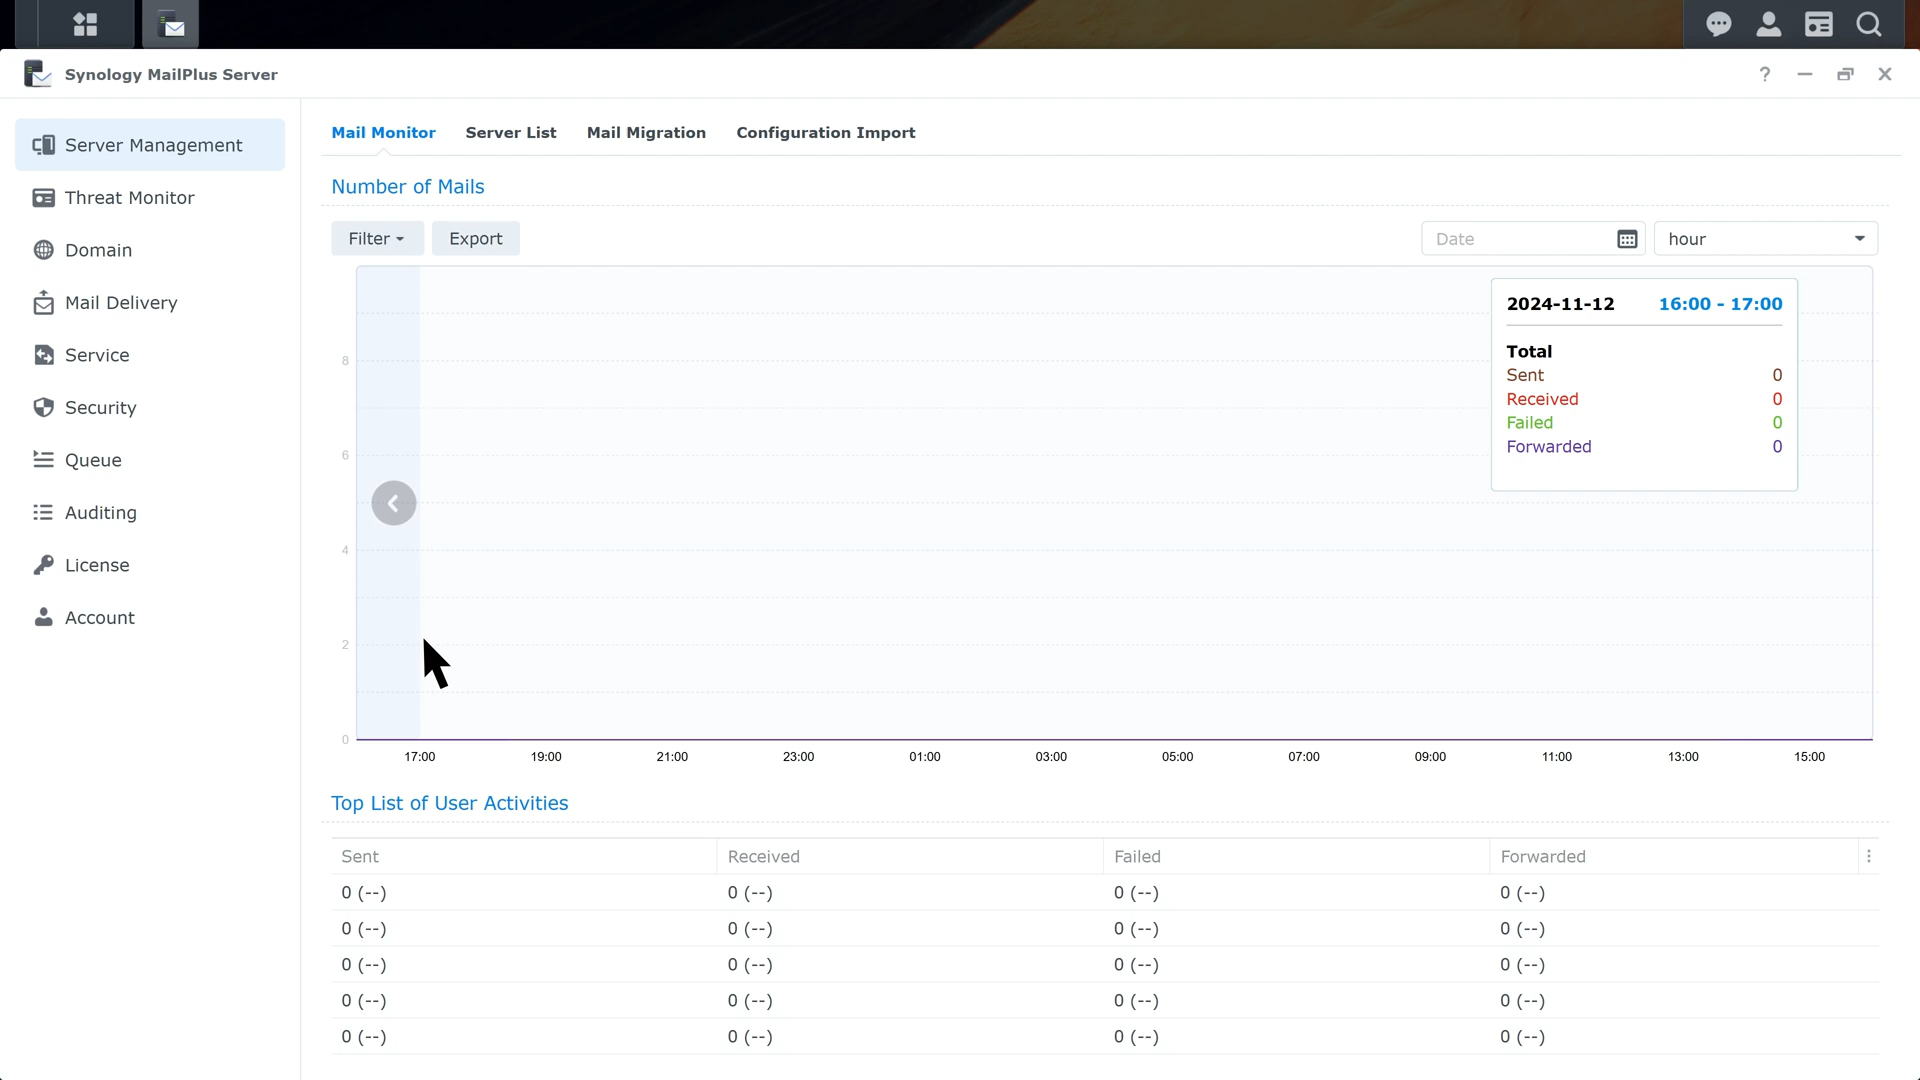 Synology MailPlus Server
?
Server Management
Threat Monitor
Domain
Mail Delivery
Service
Security
Queue
Auditing
License
Account
Mail Monitor Server List Mail Migration Configuration Import
Number of Mails
Filter Export Date hour
2024-11-12 16:00 - 17:00
Total
Sent 0
Received 0
Failed 0
Forwarded 0
8
6
4
2
0
17:00 19:00 21:00 23:00 01:00 03:00 05:00 07:00 09:00 11:00 13:00 15:00
Top List of User Activities
Sent Received Failed Forwarded
0 (--) 0 (--) 0 (--) 0 (--)
0 (--) 0 (--) 0 (--) 0 (--)
0 (--) 0 (--) 0 (--) 0 (--)
0 (--) 0 (--) 0 (--) 0 (--)
0 (--) 0 (--) 0 (--) 0 (--)